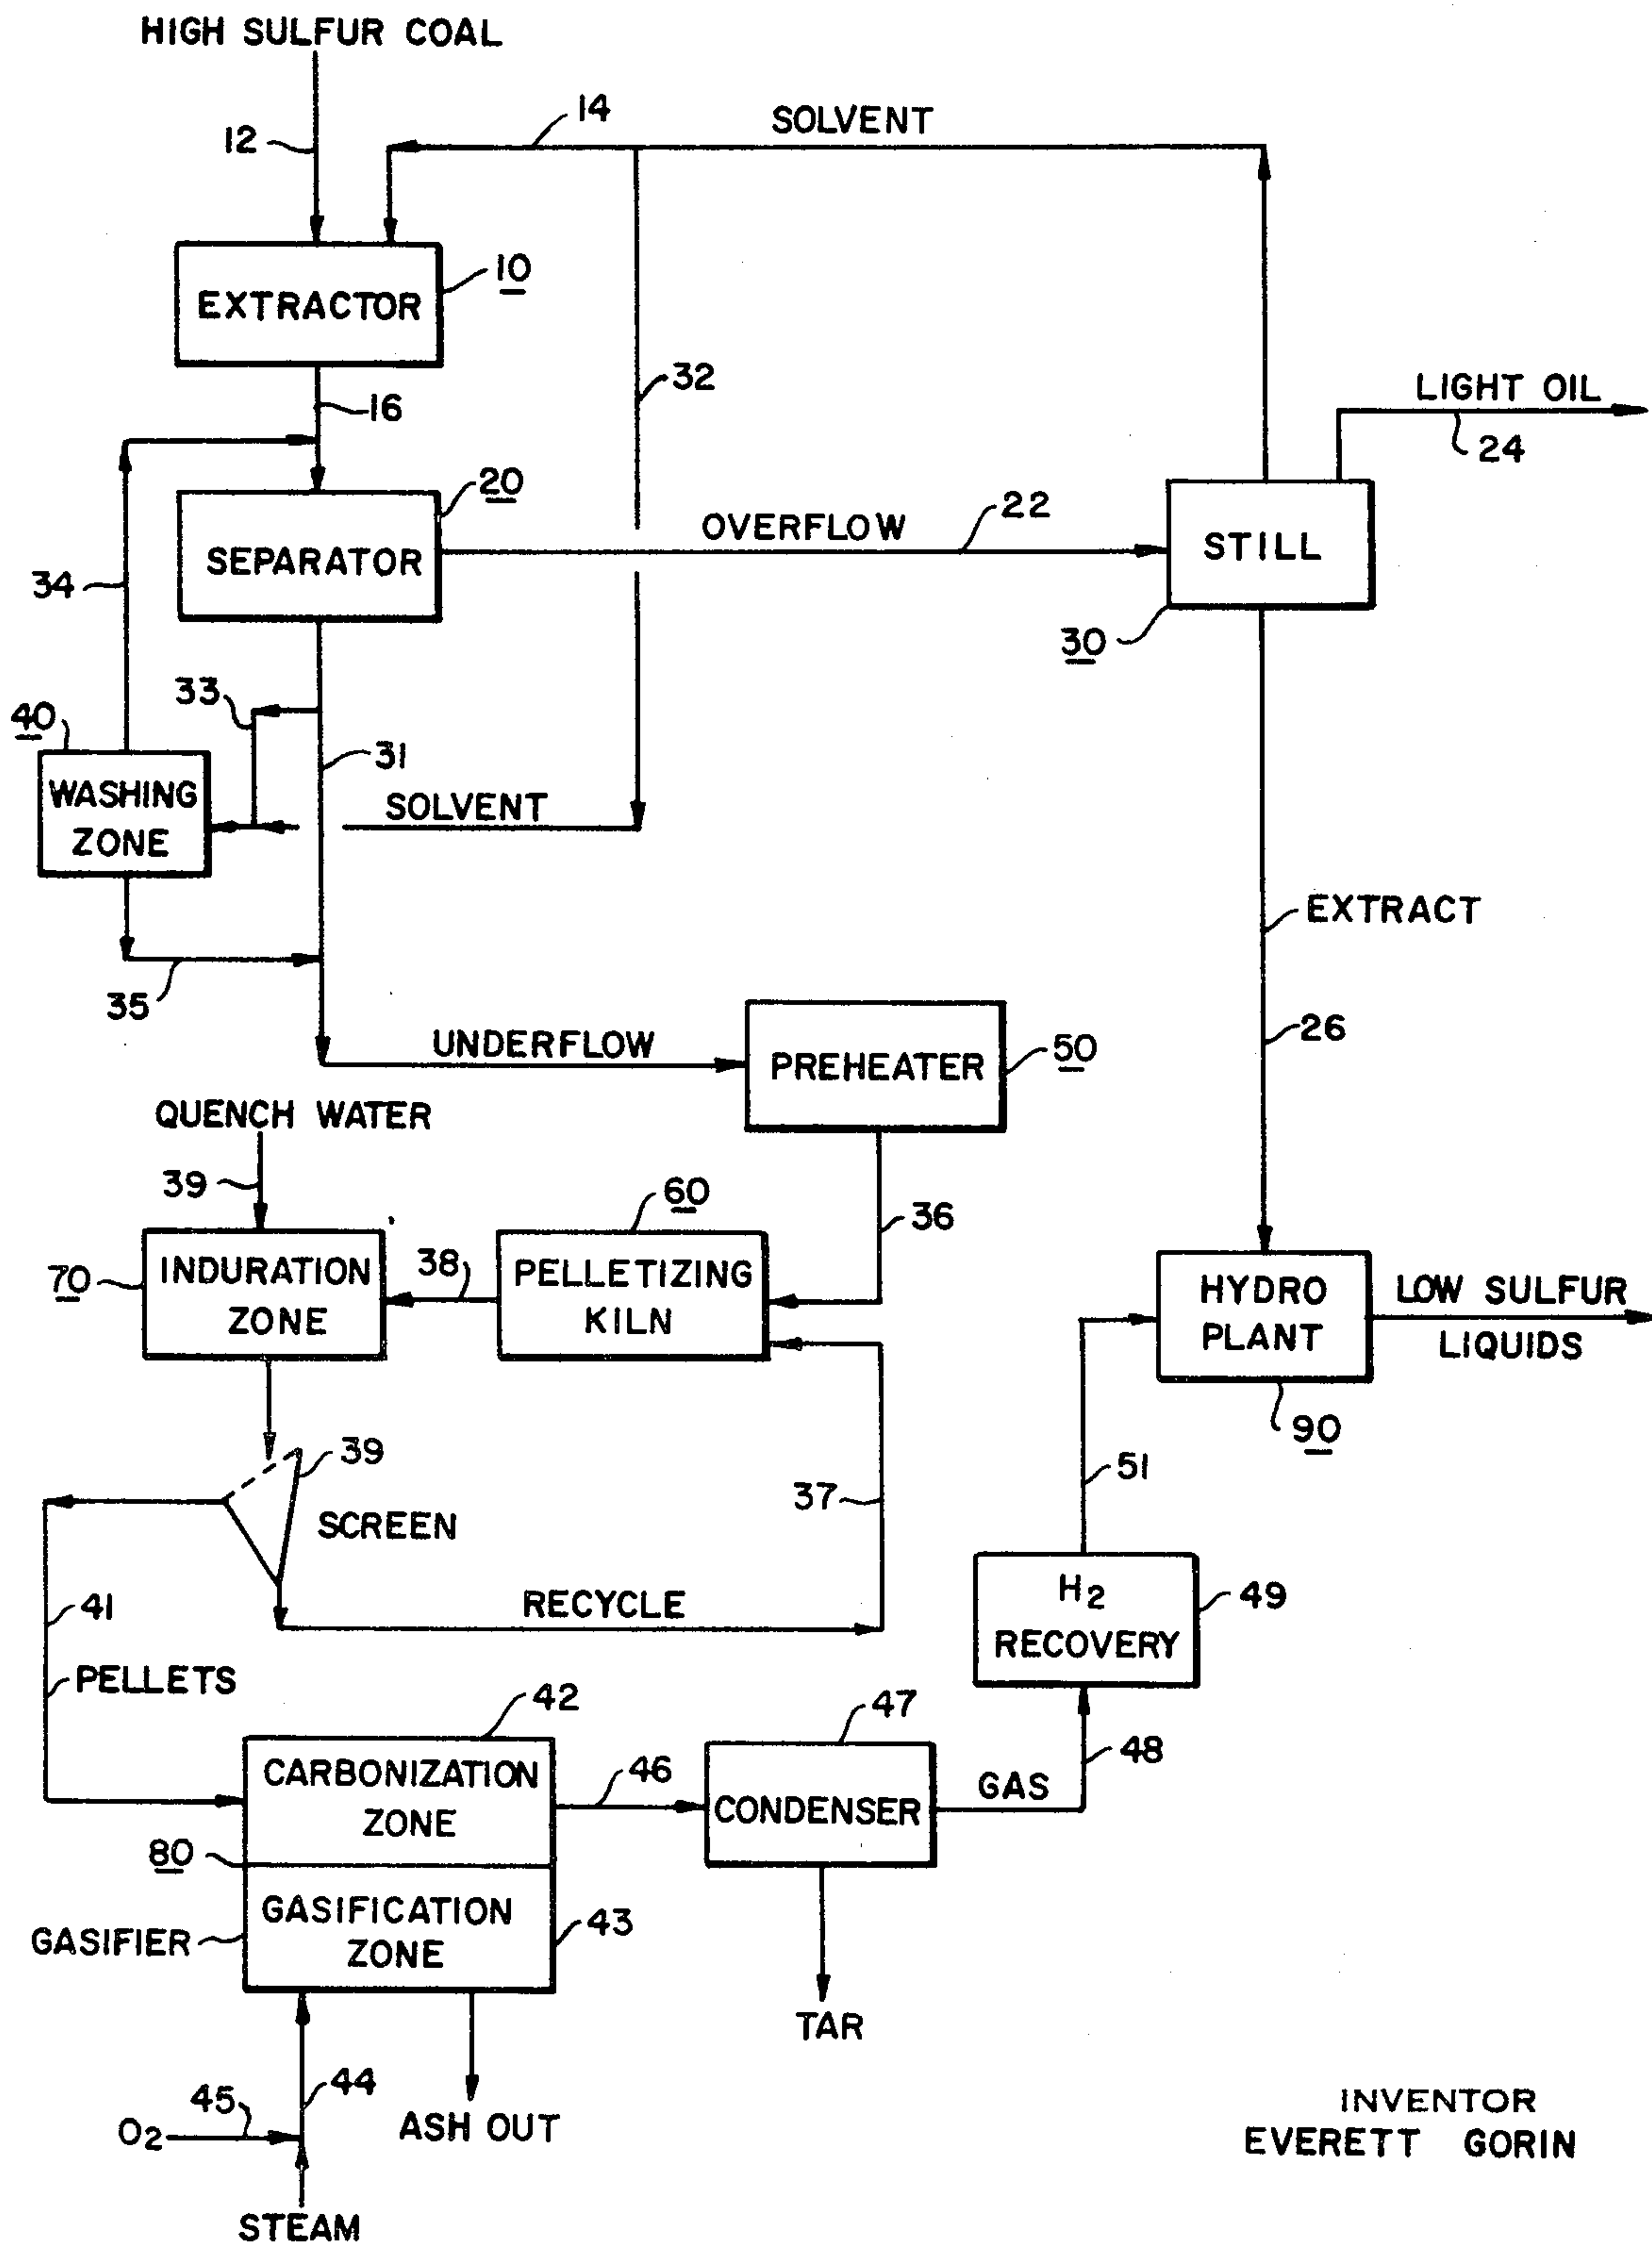 HIGH SULFUR COAL
12
14
SOLVENT
EXTRACTOR
10
16
32
LIGHT OIL
24
SEPARATOR
20
OVERFLOW
22
STILL
30
34
33
40
WASHING
ZONE
31
SOLVENT
35
EXTRACT
26
UNDERFLOW
PREHEATER
50
QUENCH WATER
39
60
36
70
INDURATION
ZONE
38
PELLETIZING
KILN
HYDRO
PLANT
LOW SULFUR
LIQUIDS
90
39
SCREEN
37
51
41
RECYCLE
H2
RECOVERY
49
PELLETS
42
CARBONIZATION
ZONE
46
47
CONDENSER
GAS
48
80
GASIFICATION
ZONE
43
GASIFIER
TAR
44
45
O2
ASH OUT
STEAM
INVENTOR
EVERETT GORIN